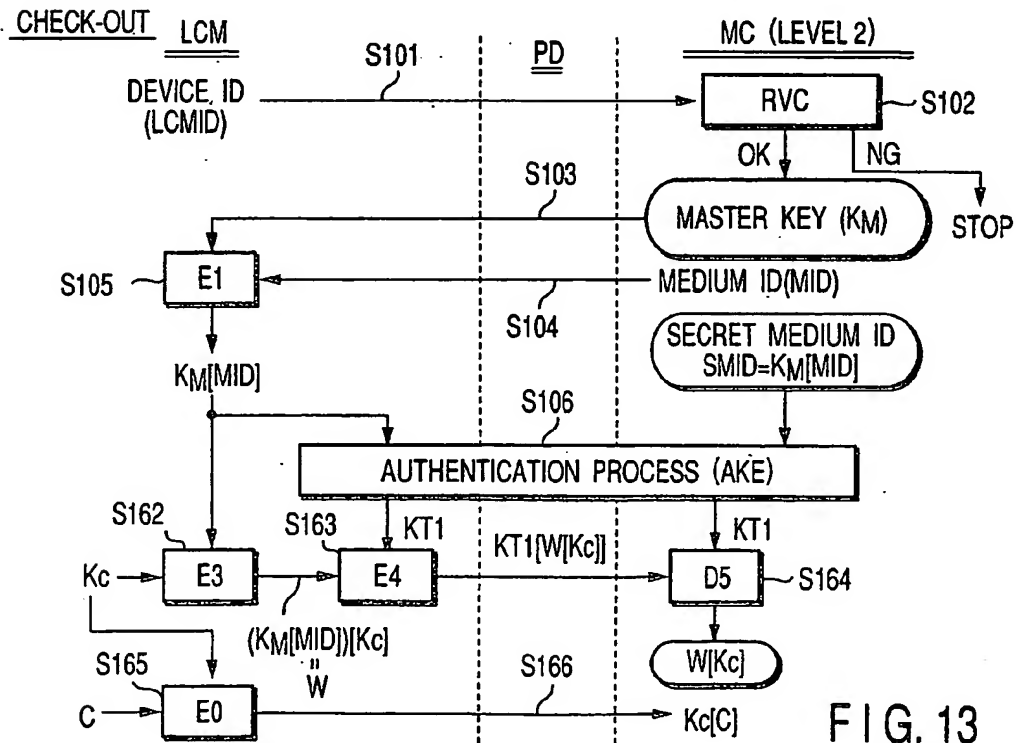 CHECK-OUT
LCM
PD
MC (LEVEL 2)
DEVICE, ID
(LCMID)
S101
RVC
S102
OK
NG
STOP
S103
MASTER KEY (KM)
S105
E1
MEDIUM ID(MID)
S104
KM[MID]
SECRET MEDIUM ID
SMID=KM[MID]
S106
AUTHENTICATION PROCESS (AKE)
S162
S163
KT1
KT1[W[Kc]]
KT1
Kc
E3
E4
D5
S164
(KM[MID])[Kc]
"
W
W[Kc]
S165
S166
C
E0
Kc[C]
FIG. 13